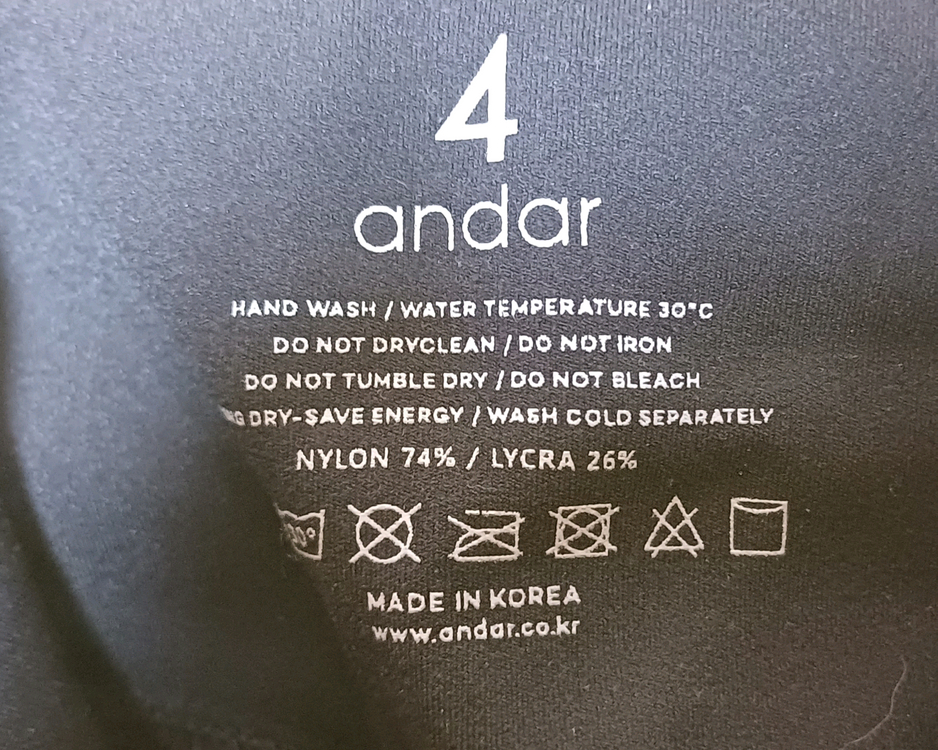 4
andar
HAND WASH / WATER TEMPERATURE 30°C
DO NOT DRYCLEAN / DO NOT IRON
DO NOT TUMBLE DRY / DO NOT BLEACH
DRY-SAVE ENERGY / WASH COLD SEPARATELY
NYLON 74% / LYCRA 26%
MADE IN KOREA
www.andar.co.kr